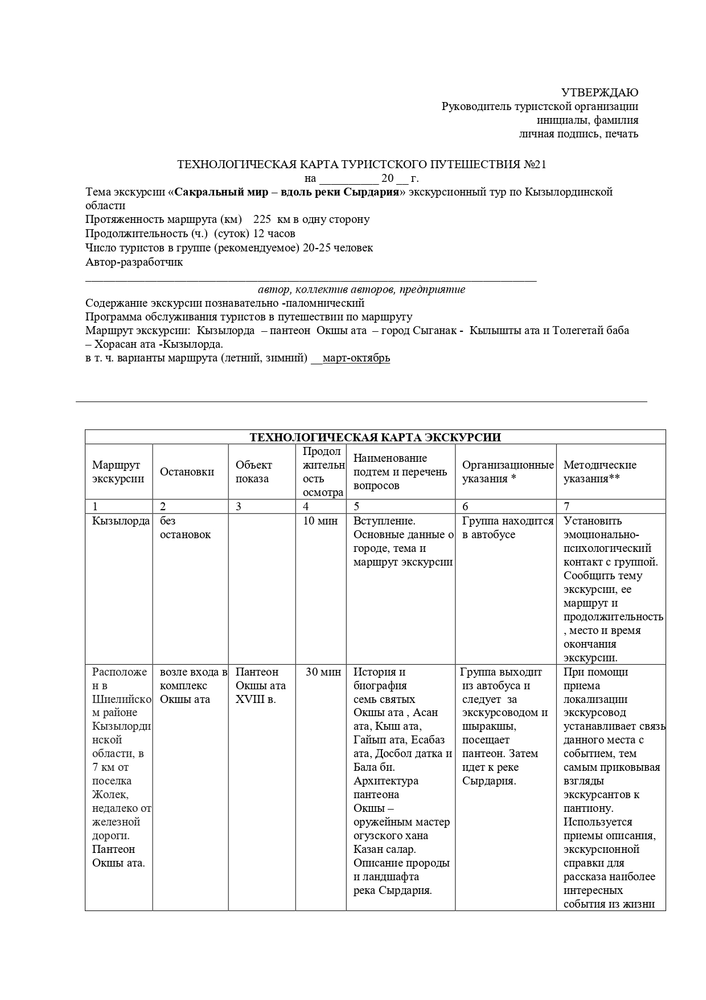 УТВЕРЖДАЮ
Руководитель туристской организации
инициалы, фамилия
личная подпись, печать
ТЕХНОЛОГИЧЕСКАЯ КАРТА ТУРИСТСКОГО ПУТЕШЕСТВИЯ №21
на __________ 20 __ г.
Тема экскурсии «Сакральный мир – вдоль реки Сырдария» экскурсионный тур по Кызылординской
области
Протяженность маршрута (км) 225 км в одну сторону
Продолжительность (ч.) (суток) 12 часов
Число туристов в группе (рекомендуемое) 20-25 человек
Автор-разработчик
автор, коллектив авторов, предприятие
Содержание экскурсии познавательно -паломнический
Программа обслуживания туристов в путешествии по маршруту
Маршрут экскурсии: Кызылорда – пантеон Окшы ата – город Сыганак - Кылышты ата и Толегетай баба
– Хорасан ата -Кызылорда.
в т. ч. варианты маршрута (летний, зимний) __март-октябрь
ТЕХНОЛОГИЧЕСКАЯ КАРТА ЭКСКУРСИИ
Маршрут
экскурсии
Остановки
Объект
показа
Продол
жительн
ость
осмотра
Наименование
подтем и перечень
вопросов
Организационные
указания *
Методические
указания**
1
2
3
4
5
6
7
Кызылорда
без
остановок
10 мин
Вступление.
Основные данные о
городе, тема и
маршрут экскурсии
Группа находится
в автобусе
Установить
эмоционально-
психологический
контакт с группой.
Сообщить тему
экскурсии, ее
маршрут и
продолжительность
, место и время
окончания
экскурсии.
Расположе
н в
Шиелийско
м районе
Кызылорди
нской
области, в
7 км от
поселка
Жолек,
недалеко от
железной
дороги.
Пантеон
Окшы ата.
возле входа в
комплекс
Окшы ата
Пантеон
Окшы ата
XVIII в.
30 мин
История и
биография
семь святых
Окшы ата , Асан
ата, Кыш ата,
Гайып ата, Есабаз
ата, Досбол датка и
Бала би.
Архитектура
пантеона
Окшы –
оружейным мастер
огузского хана
Казан салар.
Описание пророды
и ландшафта
река Сырдария.
Группа выходит
из автобуса и
следует за
экскурсоводом и
шыракшы,
посещает
пантеон. Затем
идет к реке
Сырдария.
При помощи
приема
локализации
экскурсовод
устанавливает связь
данного места с
событием, тем
самым приковывая
взгляды
экскурсантов к
пантиону.
Используется
приемы описания,
экскурсионной
справки для
рассказа наиболее
интересных
события из жизни